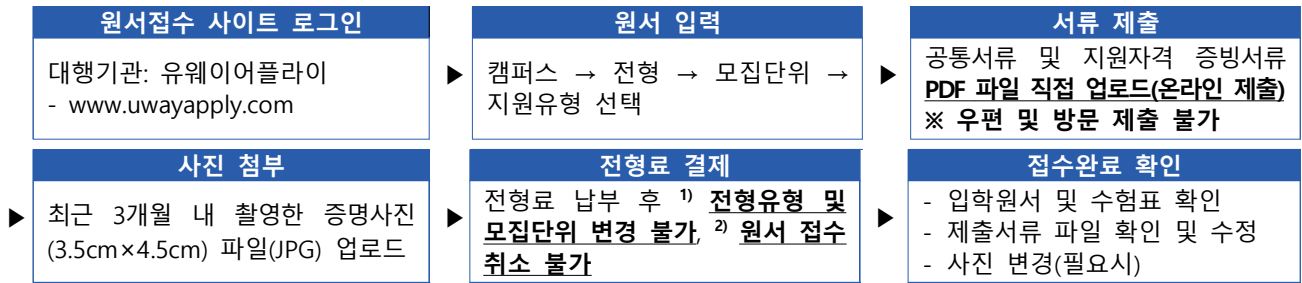 원서접수 사이트 로그인
대행기관: 유웨이어플라이
- www.uwayapply.com
▶
원서 입력
캠퍼스 → 전형 → 모집단위 →
지원유형 선택
▶
서류 제출
공통서류 및 지원자격 증빙서류
PDF 파일 직접 업로드(온라인 제출)
※ 우편 및 방문 제출 불가
▶
사진 첨부
최근 3개월 내 촬영한 증명사진
(3.5cm×4.5cm) 파일(JPG) 업로드
▶
전형료 결제
전형료 납부 후 1) 전형유형 및
모집단위 변경 불가, 2) 원서 접수
취소 불가
▶
접수완료 확인
- 입학원서 및 수험표 확인
- 제출서류 파일 확인 및 수정
- 사진 변경(필요시)